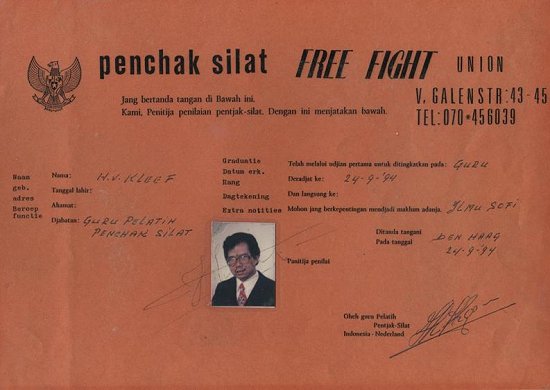 penchak silat FREE FIGHT UNION
V. GALENSTR: 43-45
TEL: 070*456039
Jang bertanda tangan di Bawah ini.
Kami, Penitija penilaian pentjak-silat. Dengan ini menjatakan bawah.
Naam
geb.
adres
Beroep
functie
Nama: H.V. KLEEF
Tanggal lahir:
Akamat:
Djabatan: GURU PELATIH
PENCHAK SILAT
Graduatie
Datum erk.
Rang
Dagtekening
Extra notities
Telah melalui udjian pertama untuk ditingkatkan pada: GURU
Deradjat ke: 24-9-94
Dan langsung ke:
Mohon jang berkepentingan mendjadi maklum adanja. ILMU SOFI
Ditanda tangani DEN HAAG
Pada tanggal 24-9-94
Punitija penilai
Oheh guru Pelatih
Pentjak-Silat
Indonesia - Nederland